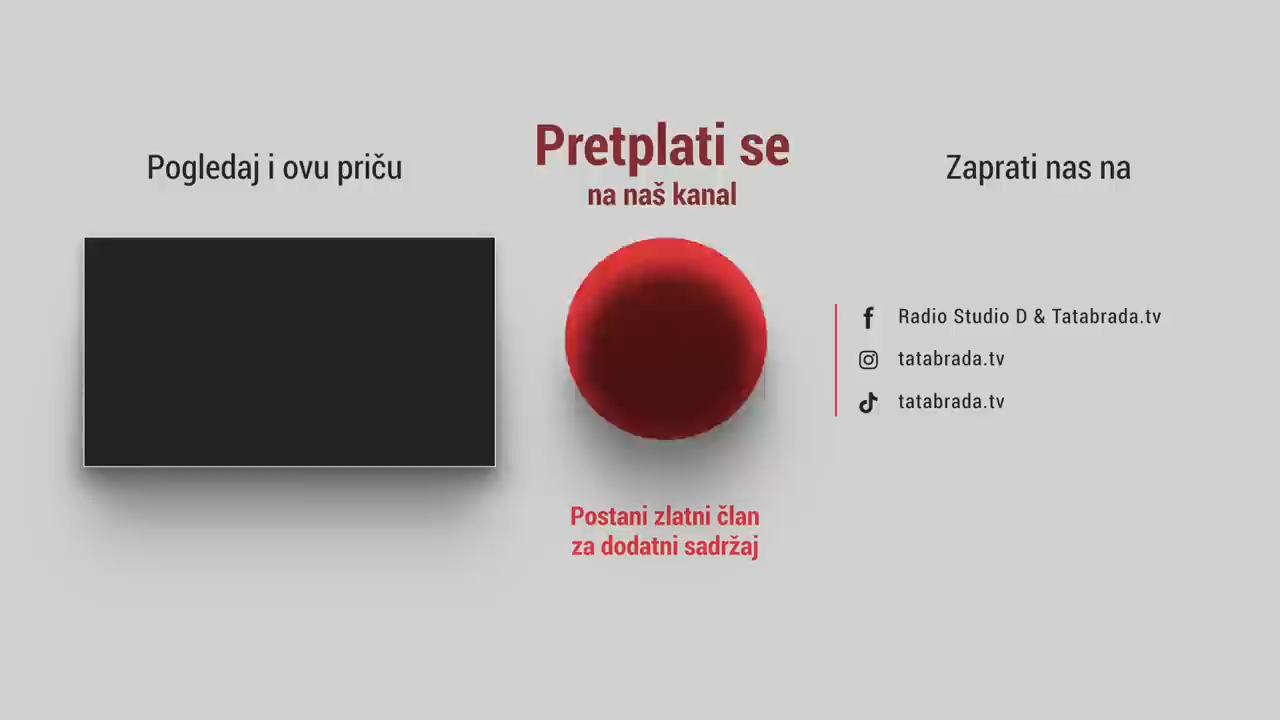 Pogledaj i ovu priču
Pretplati se
na naš kanal
Postani zlatni član
za dodatni sadržaj
Zaprati nas na
Radio Studio D & Tatabrada.tv
tatabrada.tv
tatabrada.tv